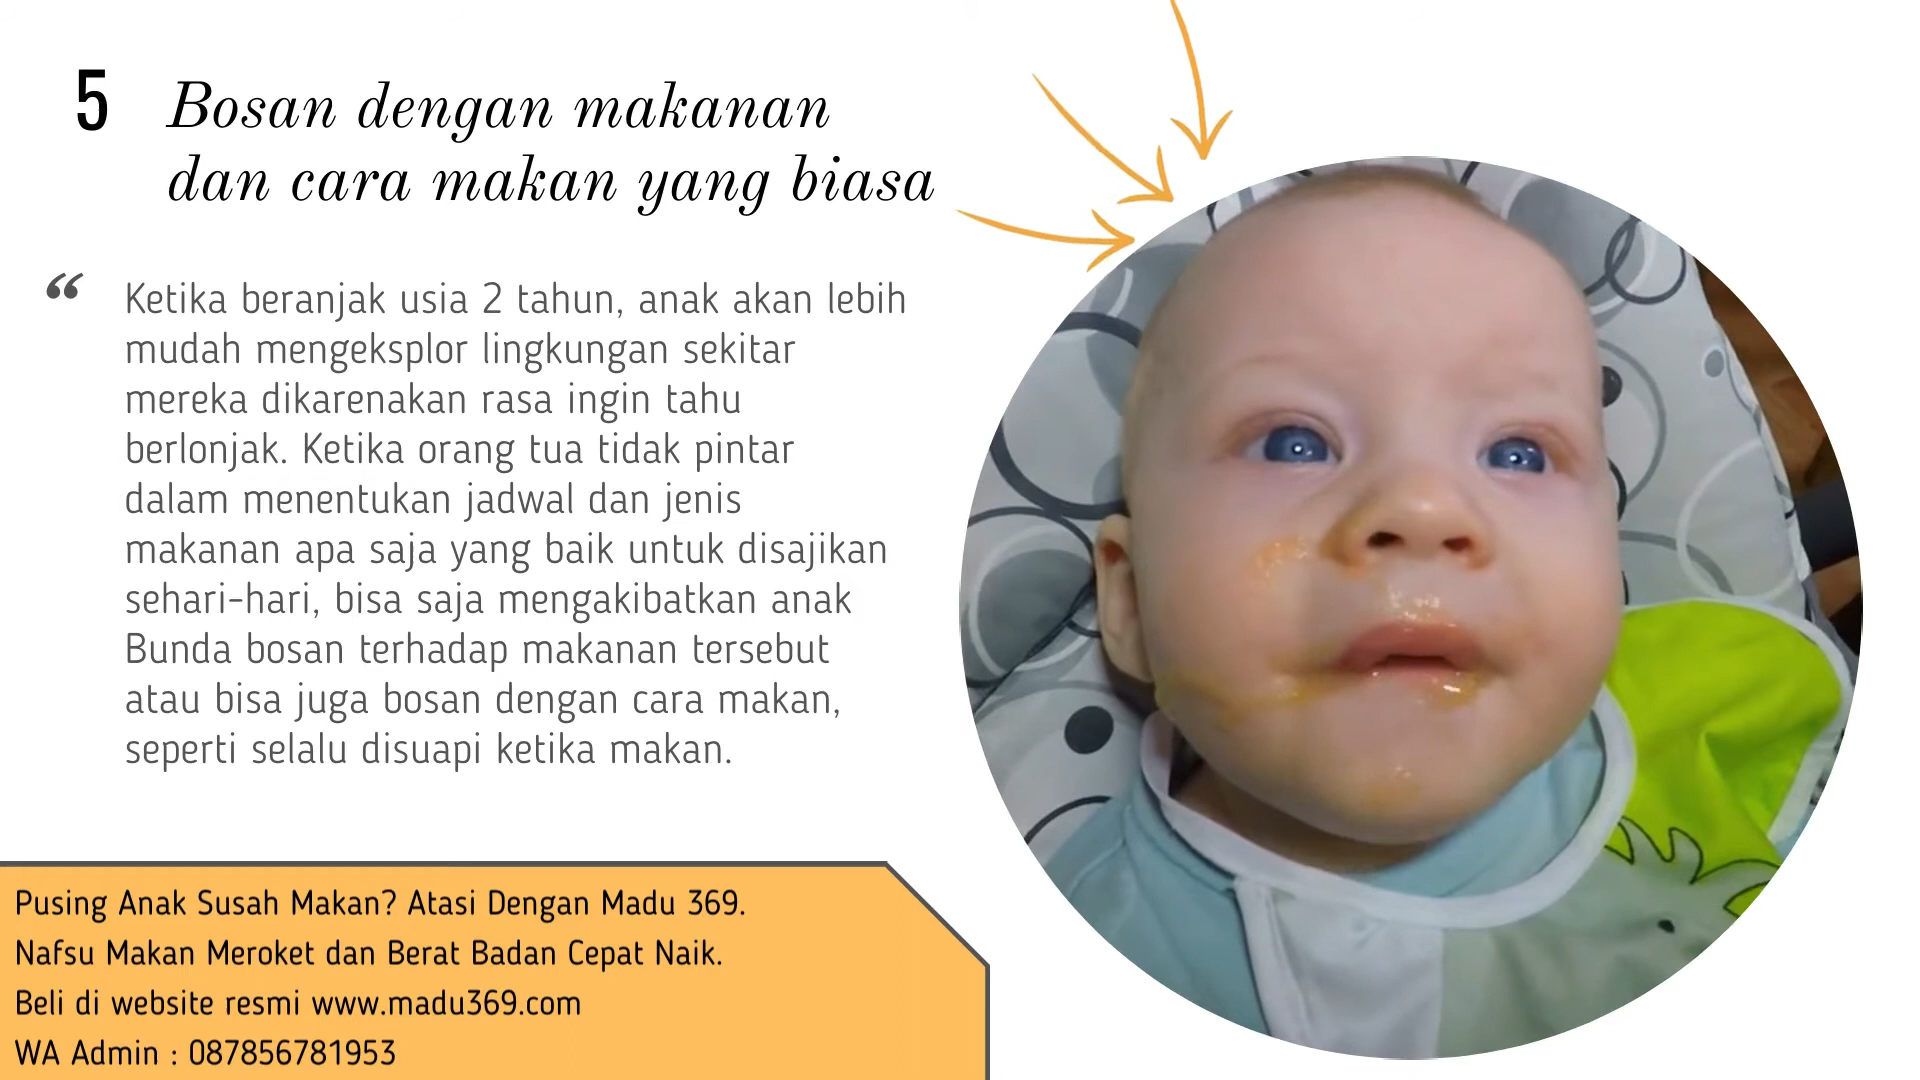 5 Bosan dengan makanan
dan cara makan yang biasa
“ Ketika beranjak usia 2 tahun, anak akan lebih
mudah mengeksplor lingkungan sekitar
mereka dikarenakan rasa ingin tahu
berlonjak. Ketika orang tua tidak pintar
dalam menentukan jadwal dan jenis
makanan apa saja yang baik untuk disajikan
sehari-hari, bisa saja mengakibatkan anak
Bunda bosan terhadap makanan tersebut
atau bisa juga bosan dengan cara makan,
seperti selalu disuapi ketika makan.
Pusing Anak Susah Makan? Atasi Dengan Madu 369.
Nafsu Makan Meroket dan Berat Badan Cepat Naik.
Beli di website resmi www.madu369.com
WA Admin : 087856781953